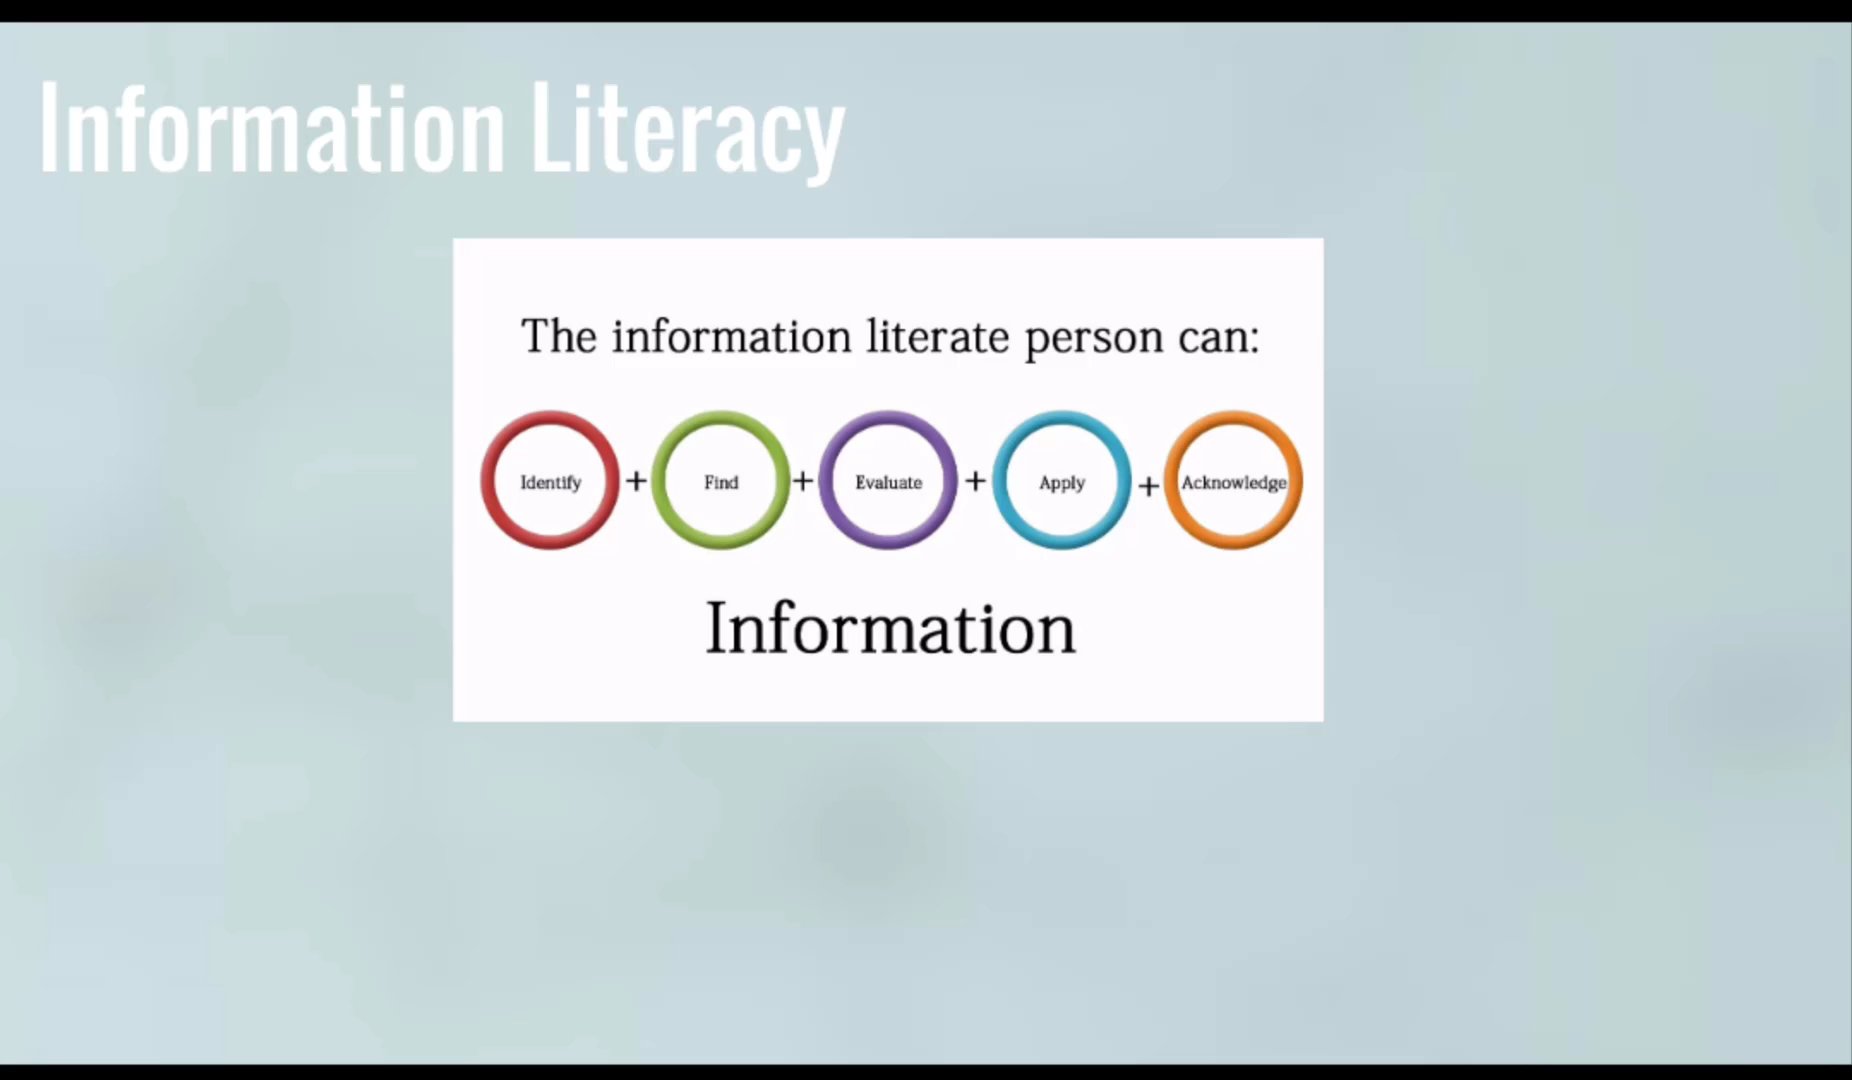 Information Literacy
The information literate person can:
Identify + Find + Evaluate + Apply + Acknowledge
Information